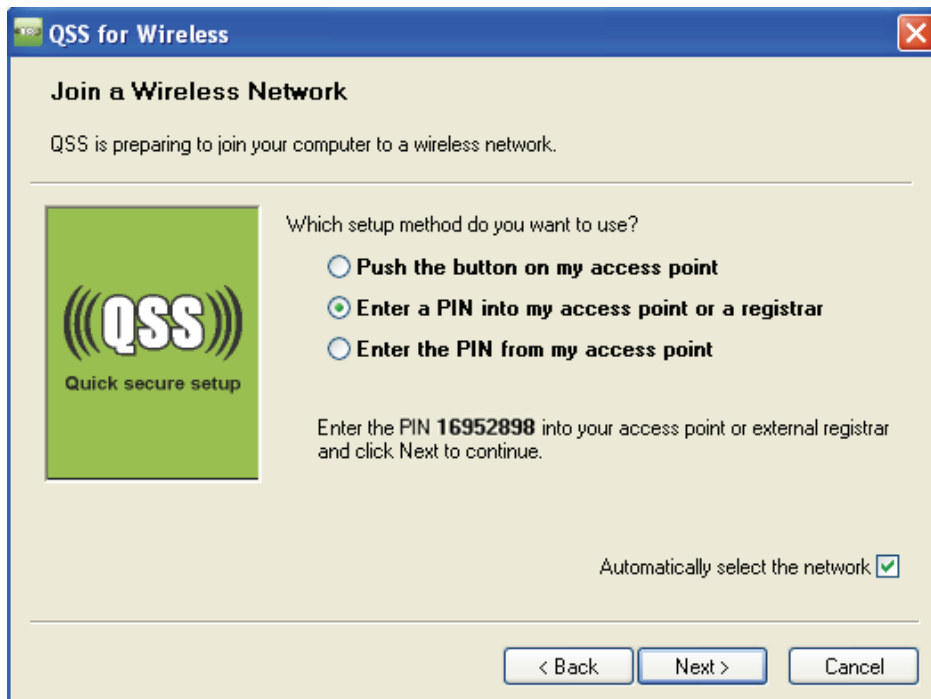 QSS for Wireless
Join a Wireless Network
QSS is preparing to join your computer to a wireless network.
Which setup method do you want to use?
Push the button on my access point
Enter a PIN into my access point or a registrar
Enter the PIN from my access point
(((QSS)))
Quick secure setup
Enter the PIN 16952898 into your access point or external registrar
and click Next to continue.
Automatically select the network
< Back
Next >
Cancel